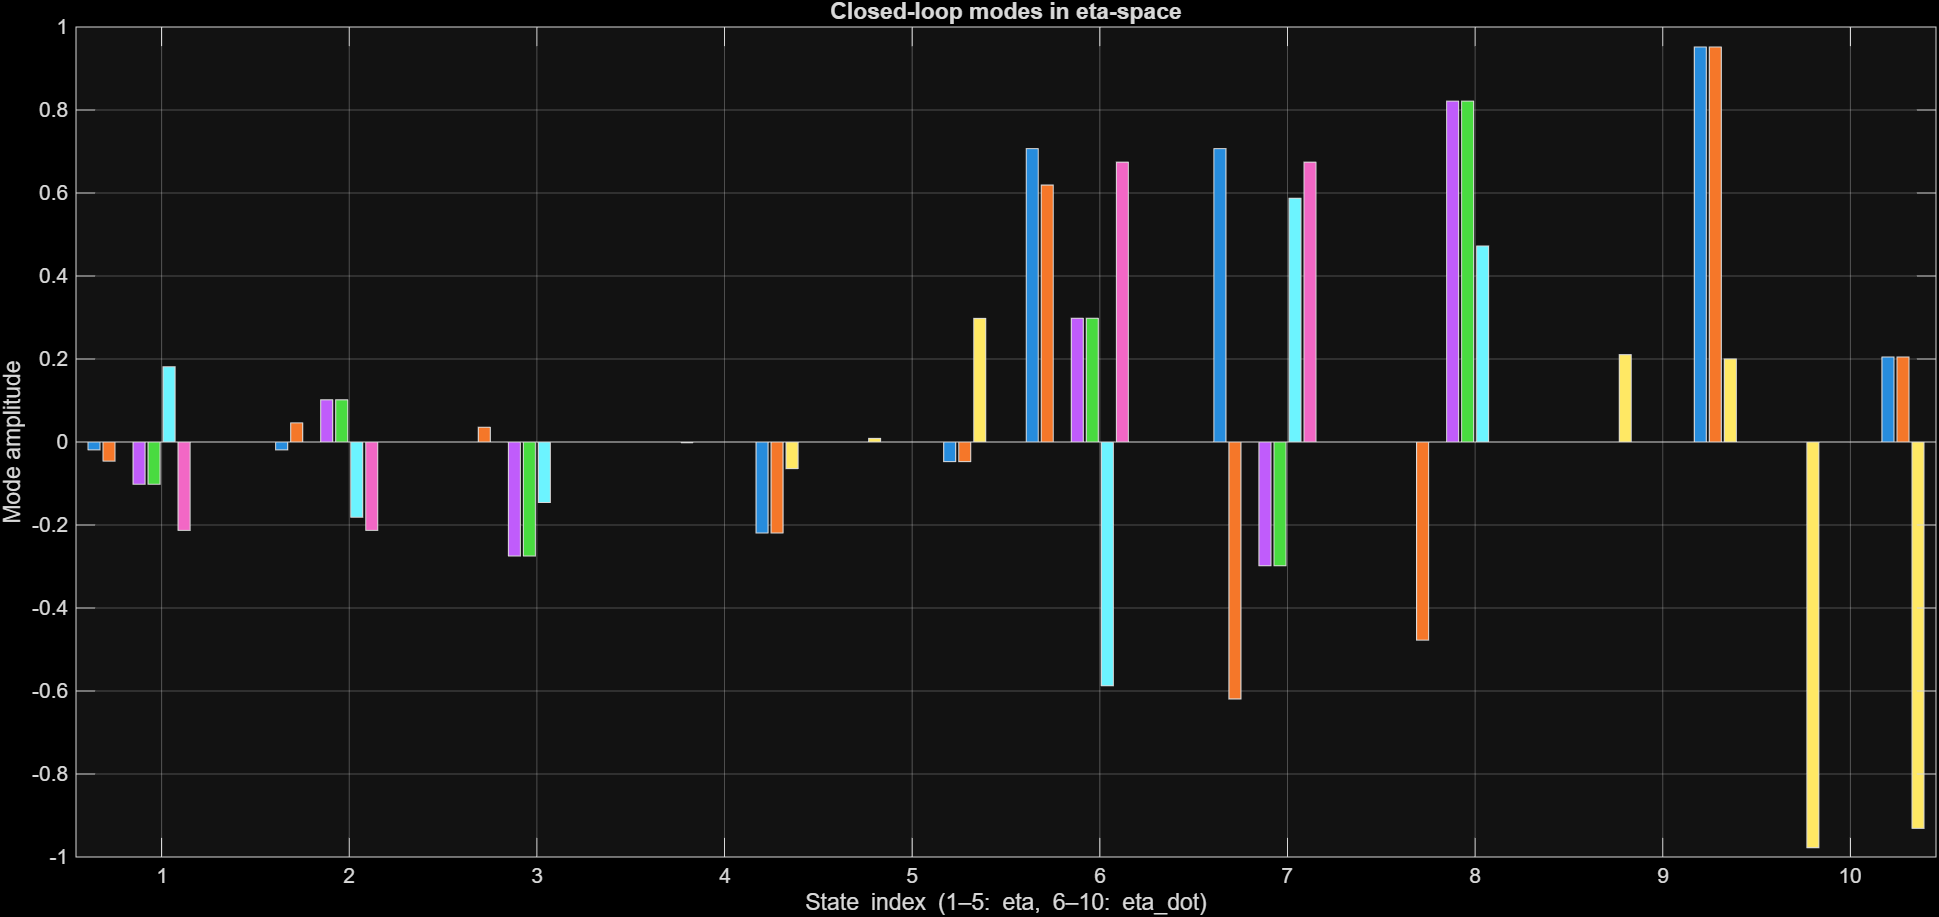 Closed-loop modes in eta-space
1
0.8
0.6
0.4
0.2
0
-0.2
-0.4
-0.6
-0.8
-1
Mode amplitude
1 2 3 4 5 6 7 8 9 10
State index (1–5: eta, 6–10: eta_dot)